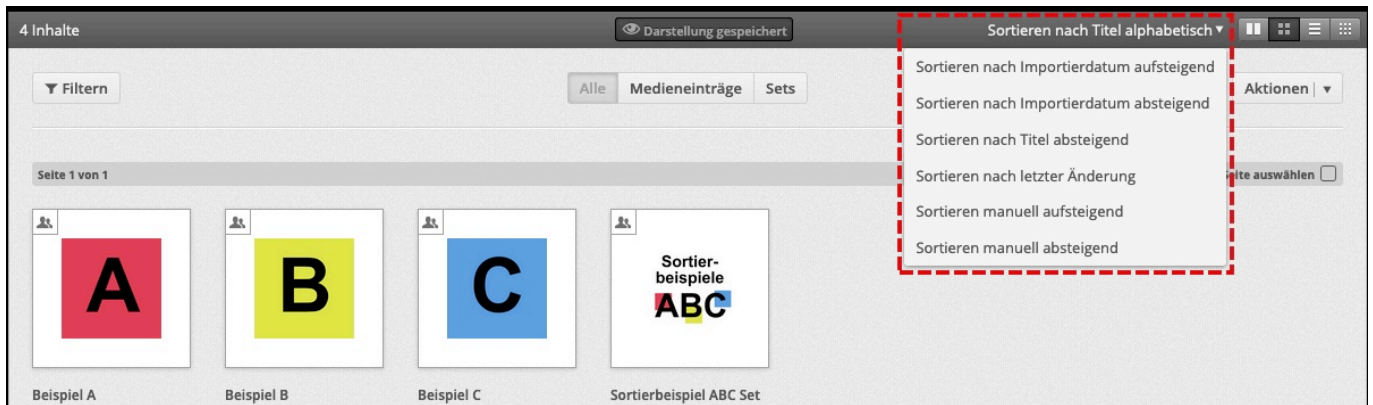 4 Inhalte
Darstellung gespeichert
Sortieren nach Titel alphabetisch
Sortieren nach Importierdatum aufsteigend
Sortieren nach Importierdatum absteigend
Sortieren nach Titel absteigend
Sortieren nach letzter Änderung
Sortieren manuell aufsteigend
Sortieren manuell absteigend
Filtern
Alle
Medieneinträge
Sets
Aktionen
Seite 1 von 1
Seite auswählen
A
B
C
Sortier-
beispiele
ABC
Beispiel A
Beispiel B
Beispiel C
Sortierbeispiel ABC Set